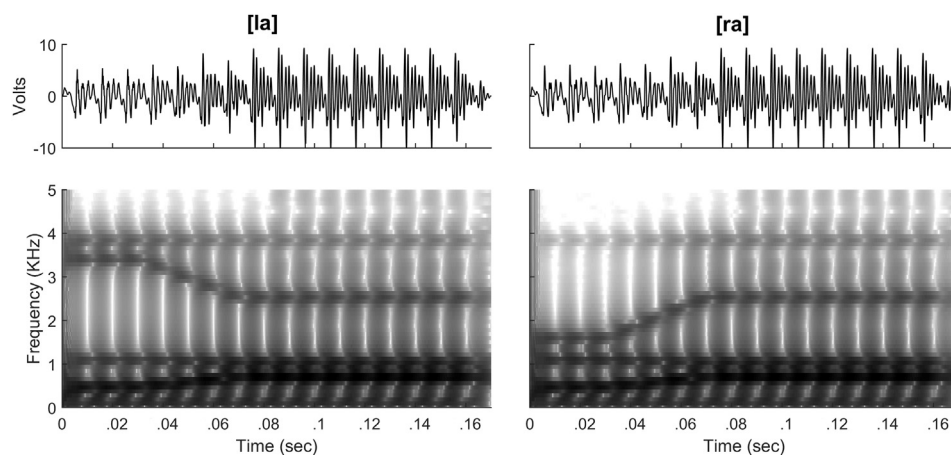 [la] [ra]
10
0
-10
Volts
5
4
3
2
1
0
Frequency (KHz)
0 .02 .04 .06 .08 .1 .12 .14 .16 0 .02 .04 .06 .08 .1 .12 .14 .16
Time (sec) Time (sec)